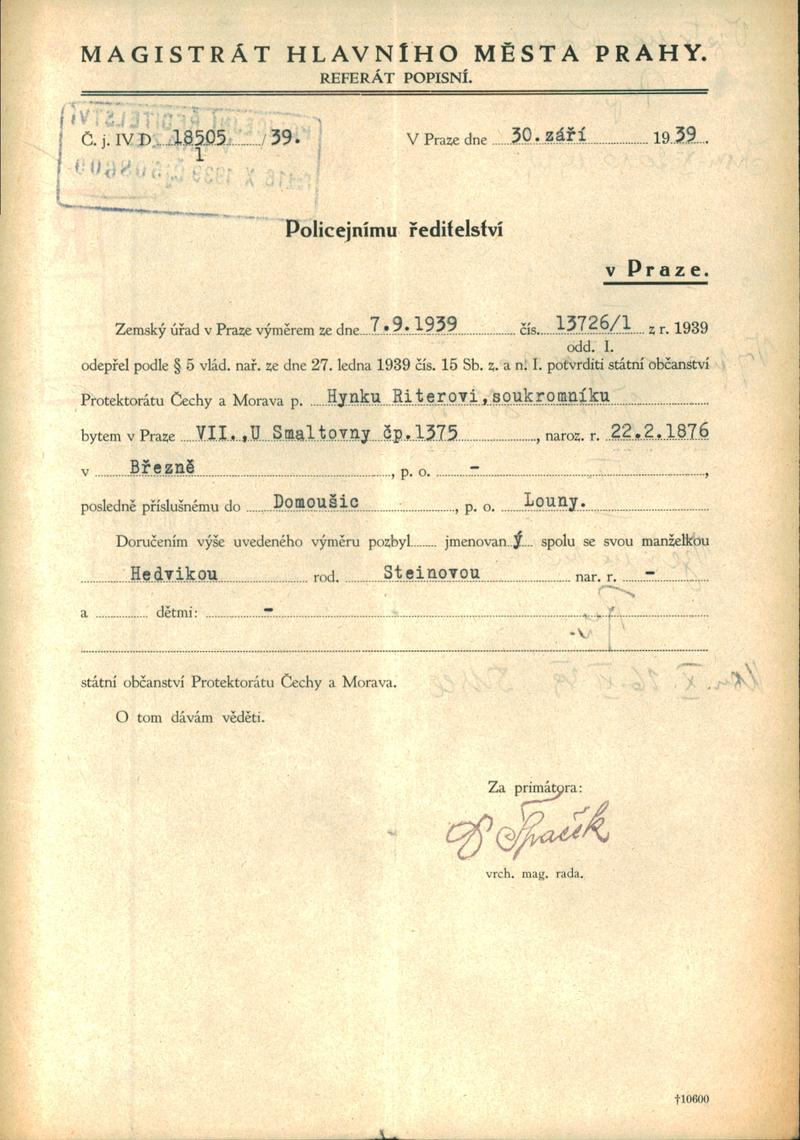 MAGISTRÁT HLAVNÍHO MĚSTA PRAHY.
REFERÁT POPISNÍ.
Č. j. IV D 18505 / 39. V Praze dne 30. září 1939.
1
Policejnímu ředitelství
v Praze.
Zemský úřad v Praze výměrem ze dne 7.9.1939 čís. 13726/1 z r. 1939
odd. I.
odepřel podle § 5 vlád. nař. ze dne 27. ledna 1939 čís. 15 Sb. z. a n. I. potvrditi státní občanství
Protektorátu Čechy a Morava p. Hynku Riterovi, soukromníku
bytem v Praze VII., U Smaltovny čp.1375, naroz. r. 22.2.1876
v Březně, p. o. -,
posledně příslušnému do Domoušic, p. o. Louny.
Doručením výše uvedeného výměru pozbyl jmenovaný spolu se svou manželkou
Hedvikou rod. Steinovou nar. r. -
a dětmi: -
státní občanství Protektorátu Čechy a Morava.
O tom dávám věděti.
Za primátora:
vrch. mag. rada.
†10600